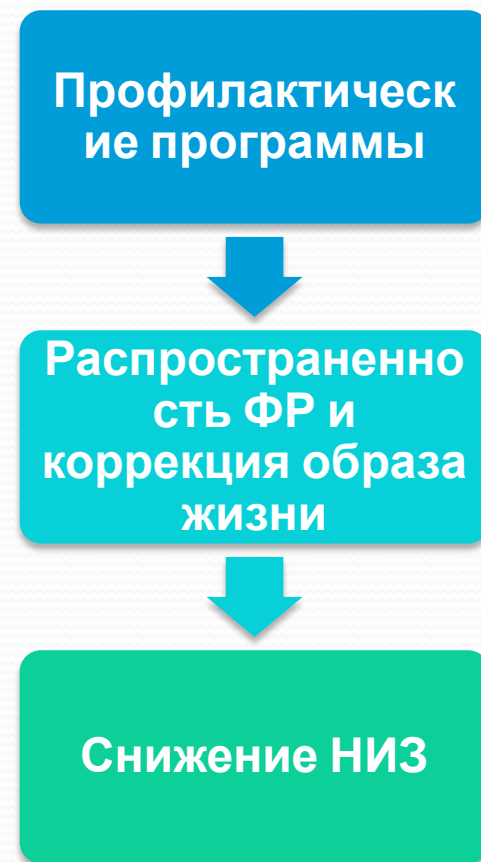 Профилактическ
ие программы
Распространенно
сть ФР и
коррекция образа
жизни
Снижение НИЗ